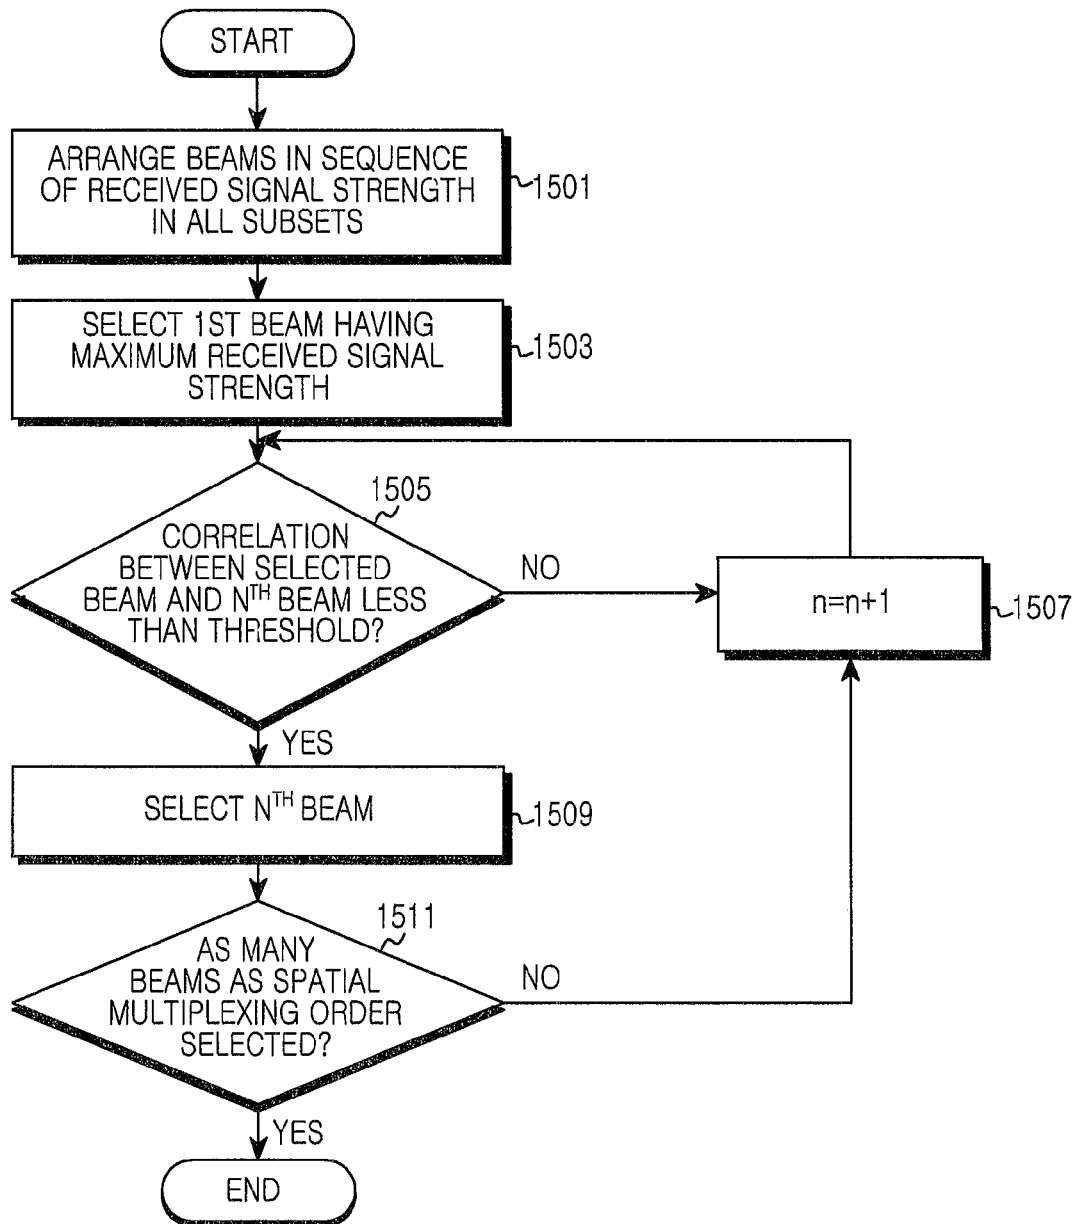 START
ARRANGE BEAMS IN SEQUENCE
OF RECEIVED SIGNAL STRENGTH
IN ALL SUBSETS
1501
SELECT 1ST BEAM HAVING
MAXIMUM RECEIVED SIGNAL
STRENGTH
1503
1505
CORRELATION
BETWEEN SELECTED
BEAM AND NTH BEAM LESS
THAN THRESHOLD?
NO
n=n+1
1507
YES
SELECT NTH BEAM
1509
1511
AS MANY
BEAMS AS SPATIAL
MULTIPLEXING ORDER
SELECTED?
NO
YES
END